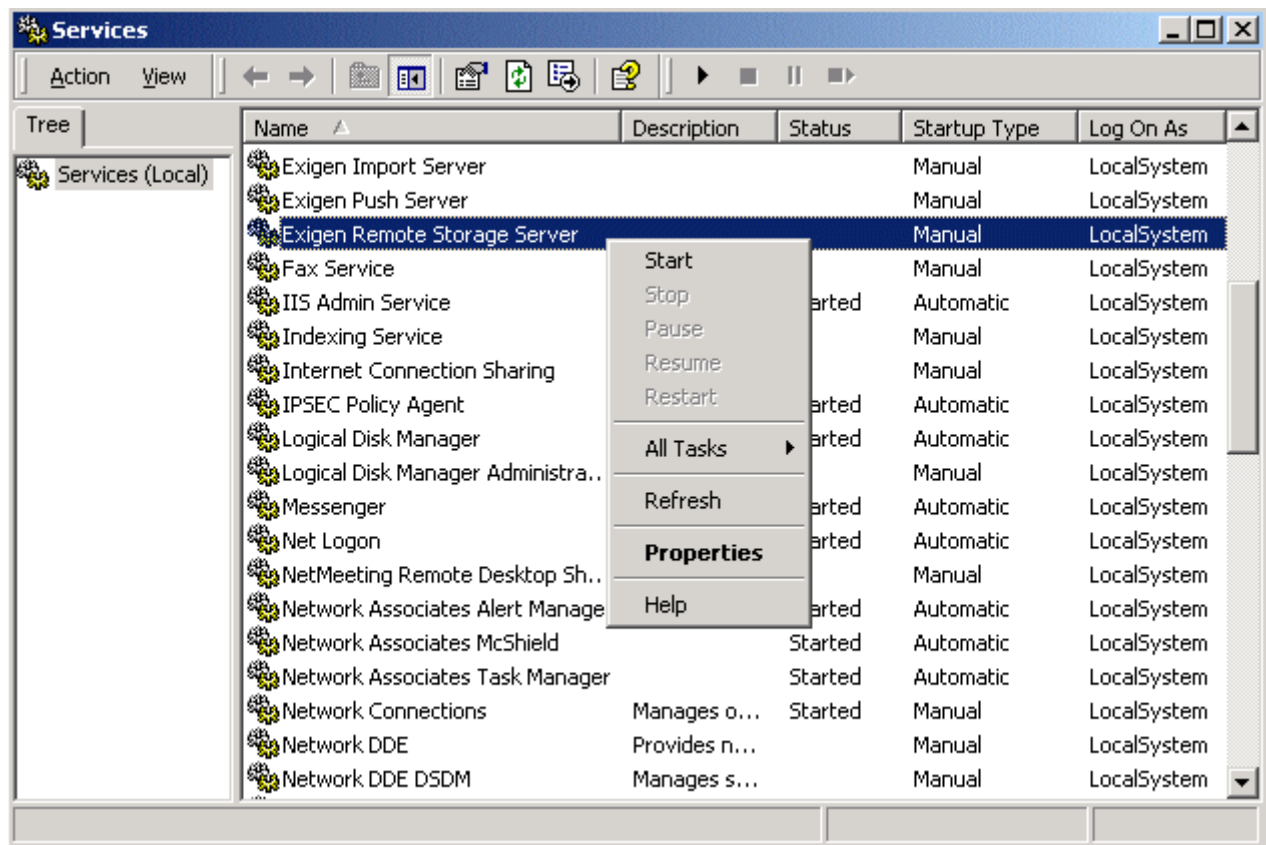 Services
Action View
Tree
Name Description Status Startup Type Log On As
Services (Local)
Exigen Import Server Manual LocalSystem
Exigen Push Server Manual LocalSystem
Exigen Remote Storage Server Manual LocalSystem
Fax Service Manual LocalSystem
IIS Admin Service arted Automatic LocalSystem
Indexing Service Manual LocalSystem
Internet Connection Sharing Manual LocalSystem
IPSEC Policy Agent arted Automatic LocalSystem
Logical Disk Manager arted Automatic LocalSystem
Logical Disk Manager Administra... Manual LocalSystem
Messenger arted Automatic LocalSystem
Net Logon arted Automatic LocalSystem
NetMeeting Remote Desktop Sh... Manual LocalSystem
Network Associates Alert Manage arted Automatic LocalSystem
Network Associates McShield Started Automatic LocalSystem
Network Associates Task Manager Started Automatic LocalSystem
Network Connections Manages o... Started Manual LocalSystem
Network DDE Provides n... Manual LocalSystem
Network DDE DSDM Manages s... Manual LocalSystem
Start
Stop
Pause
Resume
Restart
All Tasks
Refresh
Properties
Help